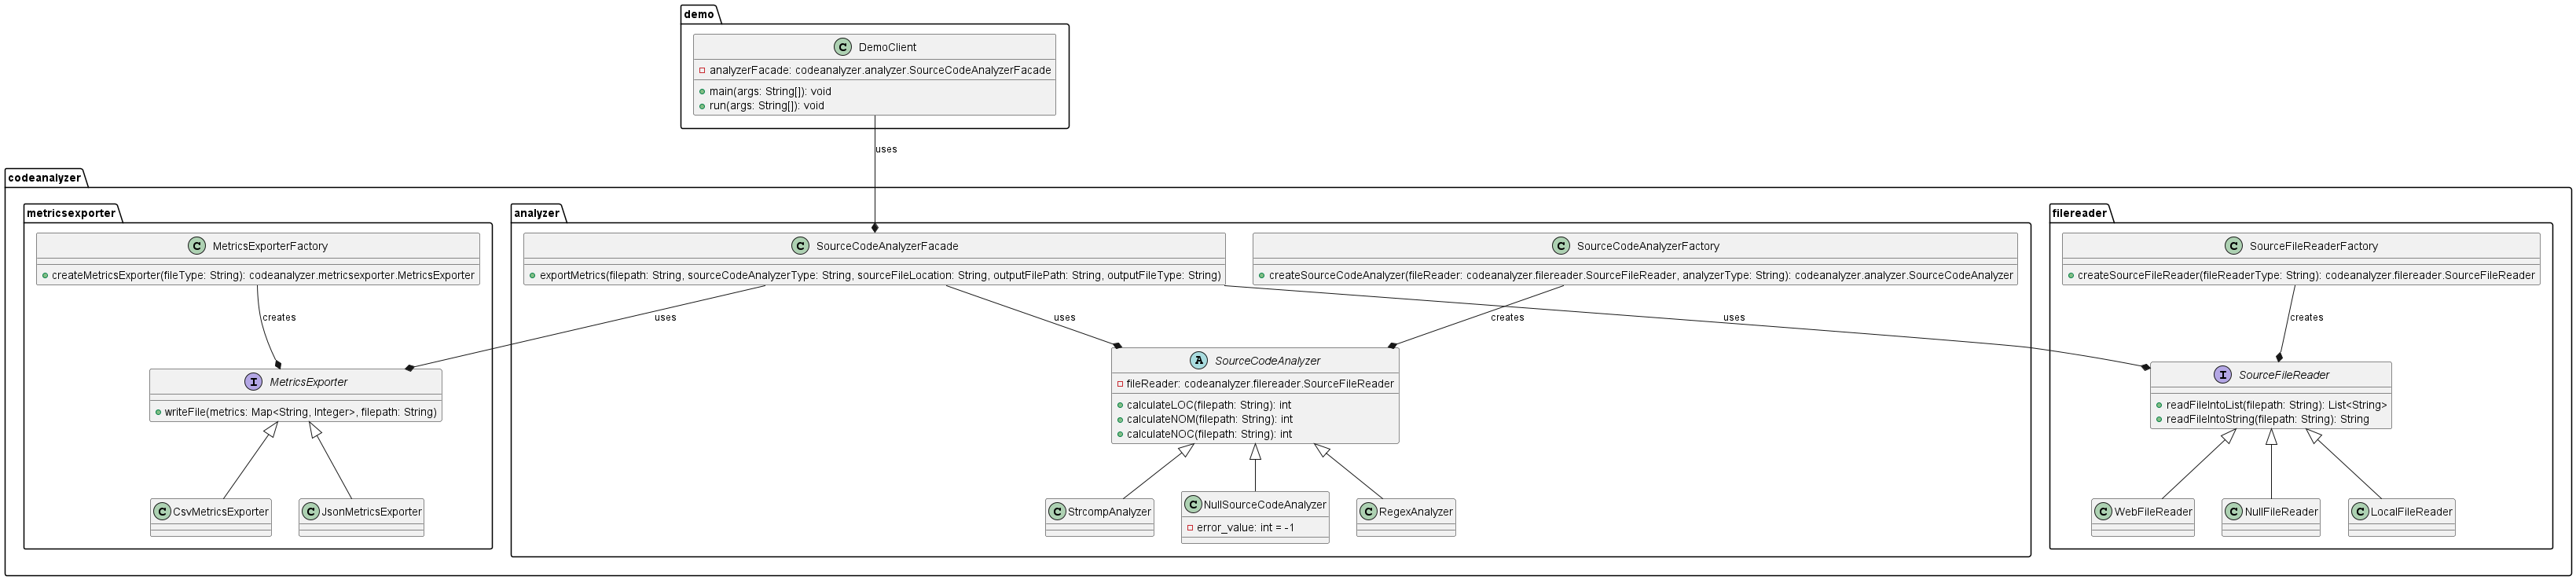 demo
C DemoClient
analyzerFacade: codeanalyzer.analyzer.SourceCodeAnalyzerFacade
main(args: String[]): void
run(args: String[]): void
uses
codeanalyzer
metricsexporter
C MetricsExporterFactory
createMetricsExporter(fileType: String): codeanalyzer.metricsexporter.MetricsExporter
creates
I MetricsExporter
writeFile(metrics: Map<String, Integer>, filepath: String)
C CsvMetricsExporter
C JsonMetricsExporter
analyzer
C SourceCodeAnalyzerFacade
exportMetrics(filepath: String, sourceCodeAnalyzerType: String, sourceFileLocation: String, outputFilePath: String, outputFileType: String)
C SourceCodeAnalyzerFactory
createSourceCodeAnalyzer(fileReader: codeanalyzer.filereader.SourceFileReader, analyzerType: String): codeanalyzer.analyzer.SourceCodeAnalyzer
uses
uses
creates
uses
A SourceCodeAnalyzer
fileReader: codeanalyzer.filereader.SourceFileReader
calculateLOC(filepath: String): int
calculateNOM(filepath: String): int
calculateNOC(filepath: String): int
C StrcompAnalyzer
C NullSourceCodeAnalyzer
error_value: int = -1
C RegexAnalyzer
filereader
C SourceFileReaderFactory
createSourceFileReader(fileReaderType: String): codeanalyzer.filereader.SourceFileReader
creates
I SourceFileReader
readFileIntoList(filepath: String): List<String>
readFileIntoString(filepath: String): String
C WebFileReader
C NullFileReader
C LocalFileReader